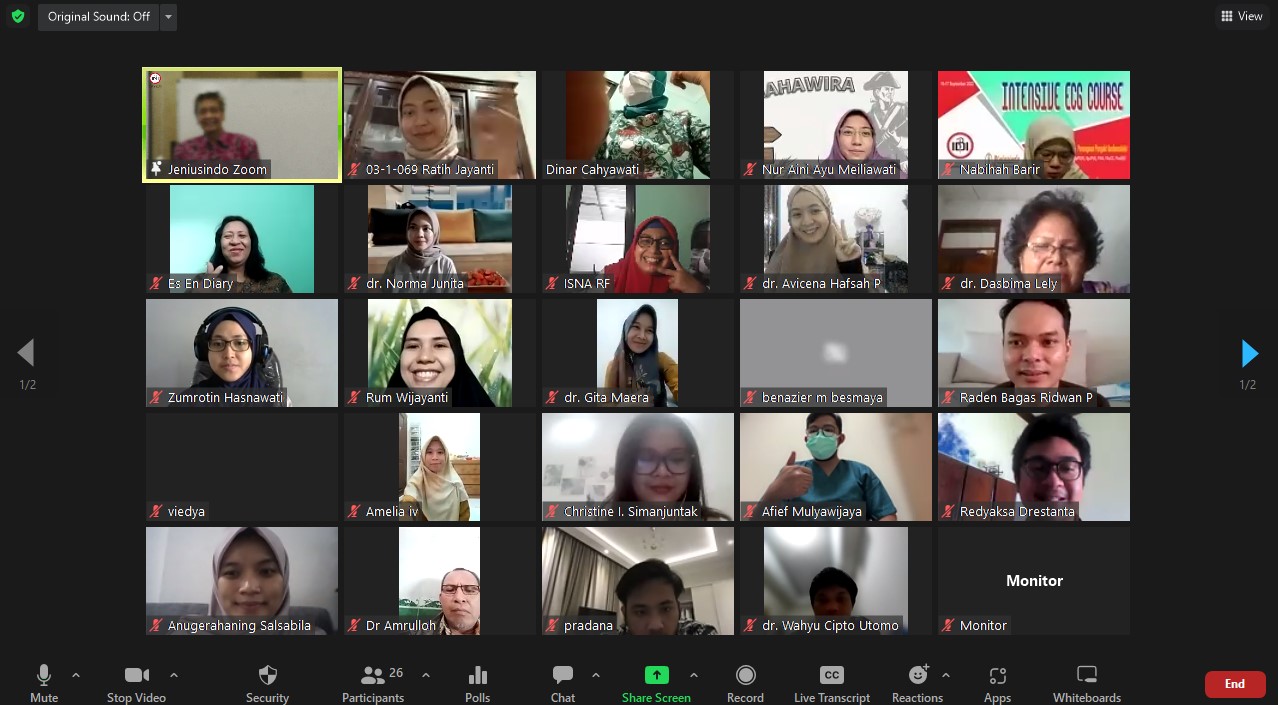 Original Sound: Off
View
Jeniusindo Zoom
03-1-069 Ratih Jayanti
Dinar Cahyawati
AHAWIRA
Nur Aini Ayu Meiliawati
INTENSIVE ECG COURSE
IDI
Nabihah Barir
Es En Diary
dr. Norma Junita
ISNA RF
dr. Avicena Hafsah P
dr. Dasbima Lely
Zumrotin Hasnawati
Rum Wijayanti
dr. Gita Maera
benazier m besmaya
Raden Bagas Ridwan P
1/2
1/2
viedya
Amelia iv
Christine I. Simanjuntak
Afief Mulyawijaya
Redyaksa Drestanta
Anugerahaning Salsabila
Dr Amrulloh
pradana
dr. Wahyu Cipto Utomo
Monitor
Monitor
Mute
Stop Video
Security
26
Participants
Polls
Chat
Share Screen
Record
CC
Live Transcript
Reactions
Apps
Whiteboards
End